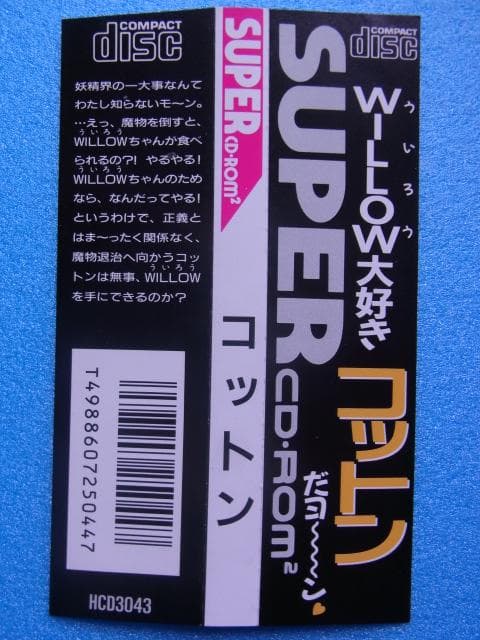 COMPACT
disc
妖精界の一大事なんて
わたし知らないモ〜ン。
…えっ、魔物を倒すと、
ういろう
WILLOWちゃんが食べ
られるの?! やるやる!
ういろう
WILLOWちゃんのため
なら、なんだってやる!
というわけで、正義と
はま〜ったく関係なく、
魔物退治へ向かうコッ
ういろう
トンは無事、WILLOW
を手にできるのか?
T4988607250447
HCD3043
SUPER CD-ROM²
コットン
COMPACT
disc
SUPER CD・ROM²
ういろう
WILLOW大好き
コットン
だヨ〜〜〜ン